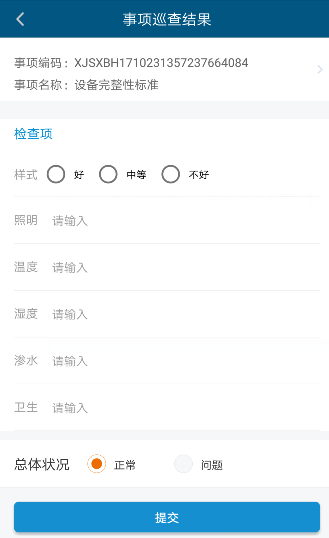 事项巡查结果
事项编码：XJSXBH1710231357237664084
事项名称：设备完整性标准
检查项
样式 好 中等 不好
照明 请输入
温度 请输入
湿度 请输入
渗水 请输入
卫生 请输入
总体状况 正常 问题
提交